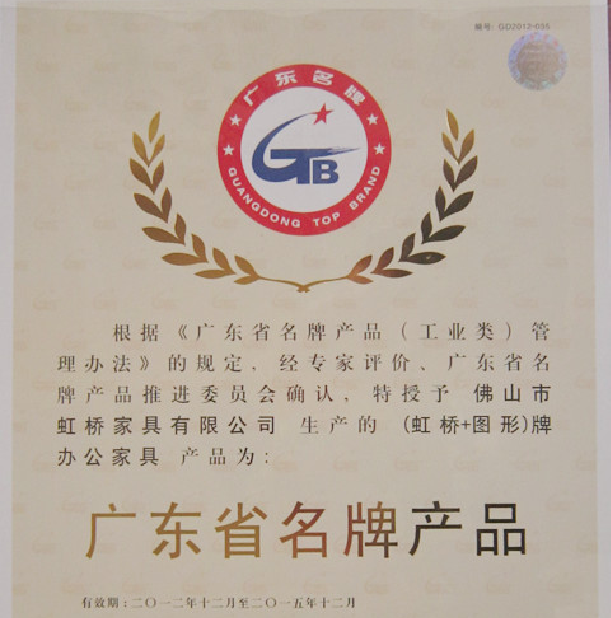 编号: GD2012-055
广东名牌
GTB
GUANGDONG TOP BRAND
根据《广东省名牌产品(工业类)管
理办法》的规定, 经专家评价、广东省名
牌产品推进委员会确认, 特授予 佛山市
虹桥家具有限公司 生产的 (虹桥+图形)牌
办公家具 产品为:
广东省名牌产品
有效期:二〇一二年十二月至二〇一五年十二月